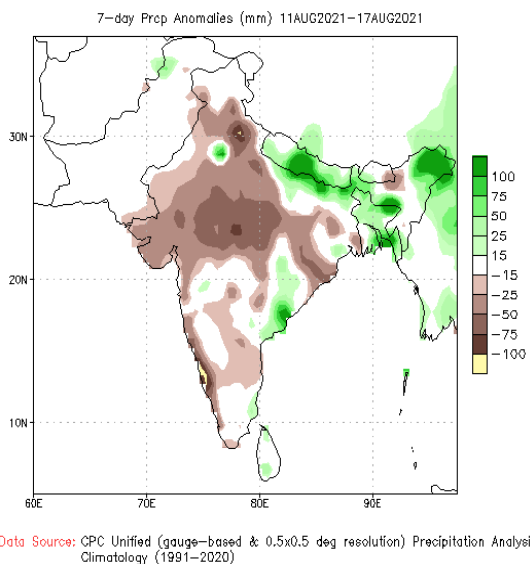 7-day Prcp Anomalies (mm) 11AUG2021-17AUG2021
30N
20N
10N
60E
70E
80E
90E
100
75
50
25
15
-15
-25
-50
-75
-100
Data Source: CPC Unified (gauge-based & 0.5x0.5 deg resolution) Precipitation Analysi
Climatology (1991-2020)